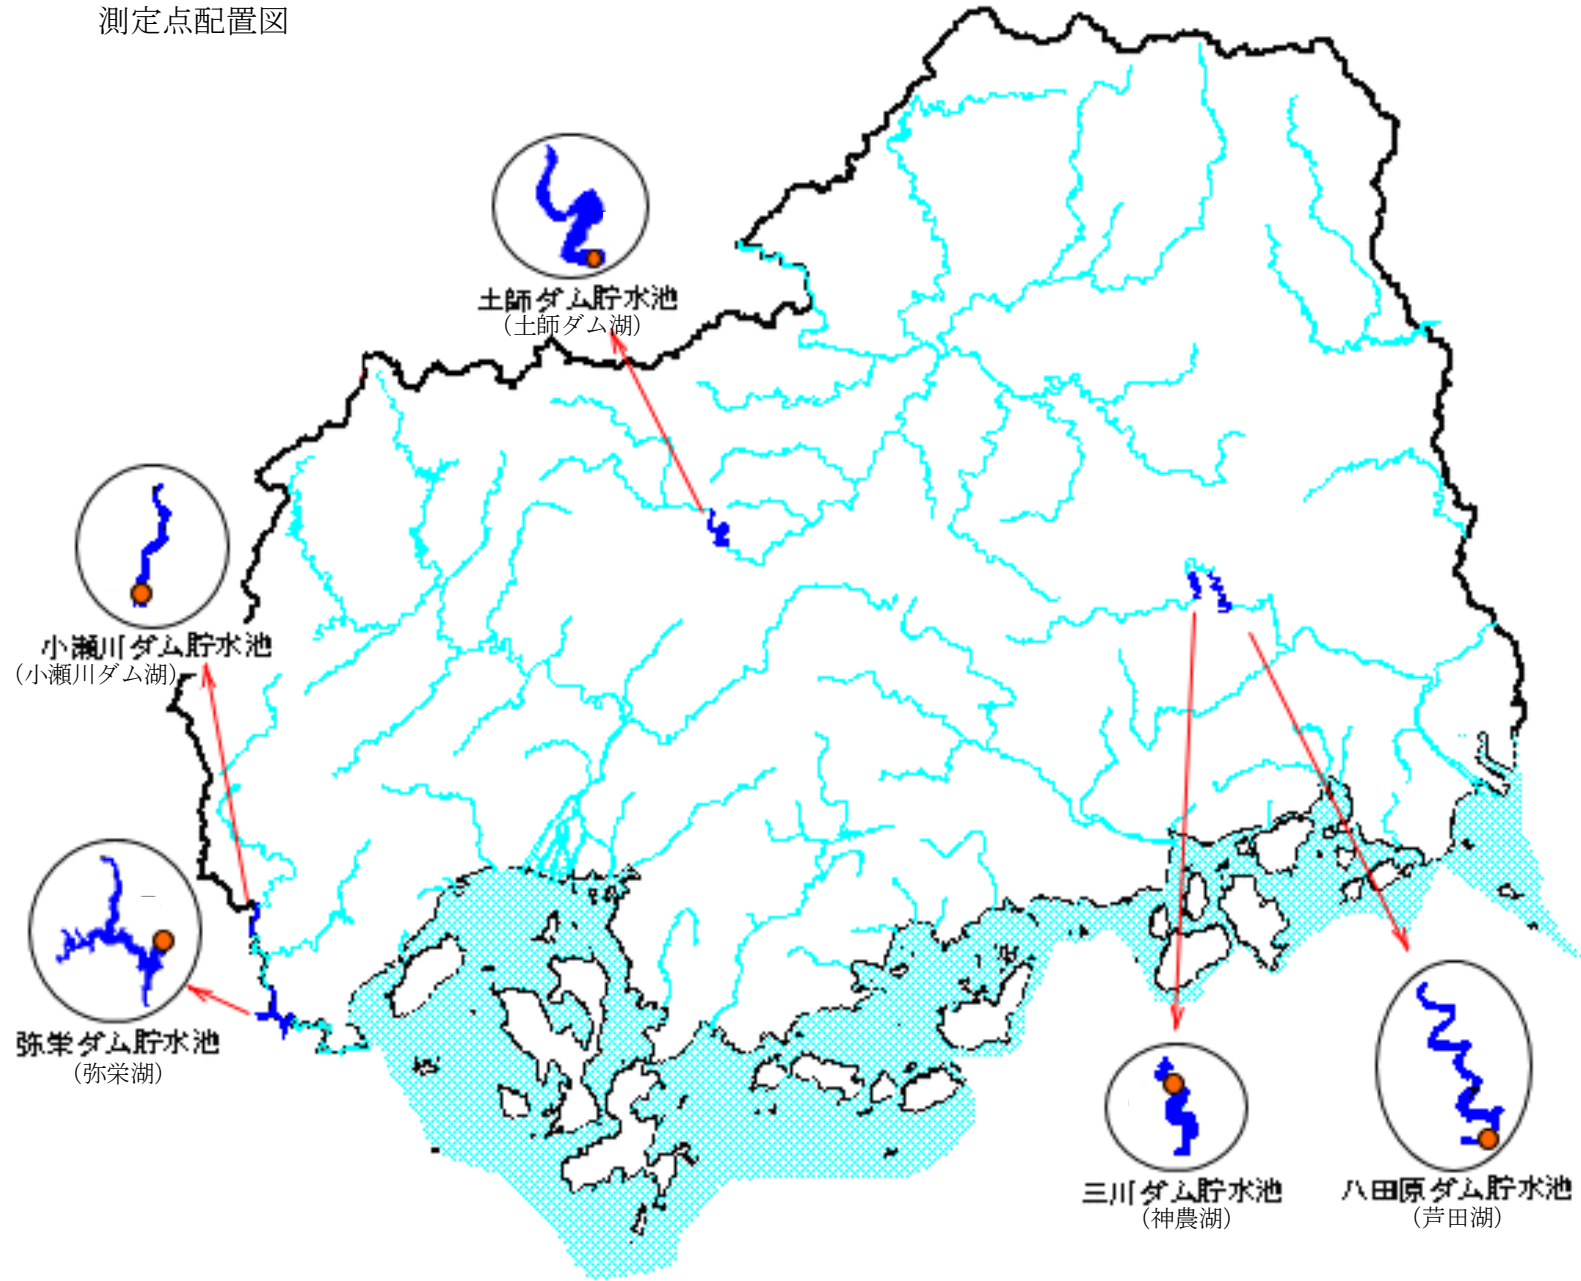 測定点配置図
土師ダム貯水池
(土師ダム湖)
小瀬川ダム貯水池
(小瀬川ダム湖)
弥栄ダム貯水池
(弥栄湖)
三川ダム貯水池
(神農湖)
八田原ダム貯水池
(芦田湖)